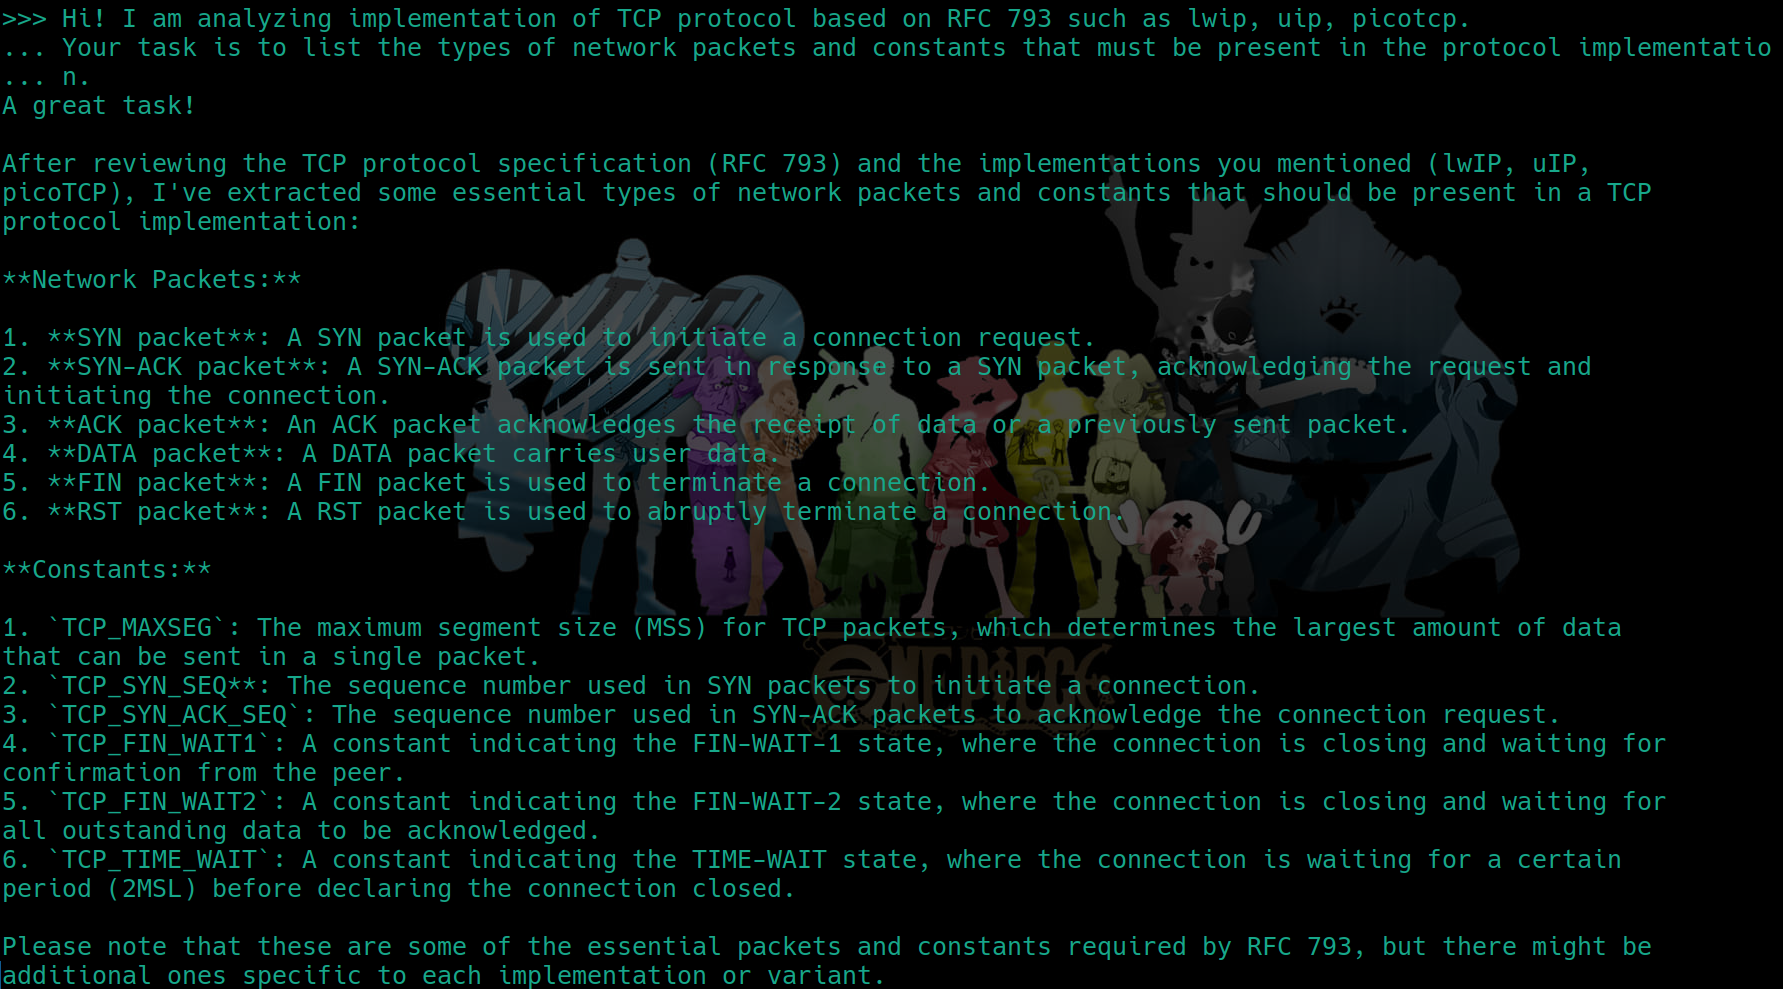 >>> Hi! I am analyzing implementation of TCP protocol based on RFC 793 such as lwip, uip, picotcp.
... Your task is to list the types of network packets and constants that must be present in the protocol implementatio
... n.
A great task!
After reviewing the TCP protocol specification (RFC 793) and the implementations you mentioned (lwIP, uIP,
picoTCP), I've extracted some essential types of network packets and constants that should be present in a TCP
protocol implementation:
**Network Packets:**
1. **SYN packet**: A SYN packet is used to initiate a connection request.
2. **SYN-ACK packet**: A SYN-ACK packet is sent in response to a SYN packet, acknowledging the request and
initiating the connection.
3. **ACK packet**: An ACK packet acknowledges the receipt of data or a previously sent packet.
4. **DATA packet**: A DATA packet carries user data.
5. **FIN packet**: A FIN packet is used to terminate a connection.
6. **RST packet**: A RST packet is used to abruptly terminate a connection.
**Constants:**
1. `TCP_MAXSEG`: The maximum segment size (MSS) for TCP packets, which determines the largest amount of data
that can be sent in a single packet.
2. `TCP_SYN_SEQ**: The sequence number used in SYN packets to initiate a connection.
3. `TCP_SYN_ACK_SEQ`: The sequence number used in SYN-ACK packets to acknowledge the connection request.
4. `TCP_FIN_WAIT1`: A constant indicating the FIN-WAIT-1 state, where the connection is closing and waiting for
confirmation from the peer.
5. `TCP_FIN_WAIT2`: A constant indicating the FIN-WAIT-2 state, where the connection is closing and waiting for
all outstanding data to be acknowledged.
6. `TCP_TIME_WAIT`: A constant indicating the TIME-WAIT state, where the connection is waiting for a certain
period (2MSL) before declaring the connection closed.
Please note that these are some of the essential packets and constants required by RFC 793, but there might be
additional ones specific to each implementation or variant.
ONE PIECE